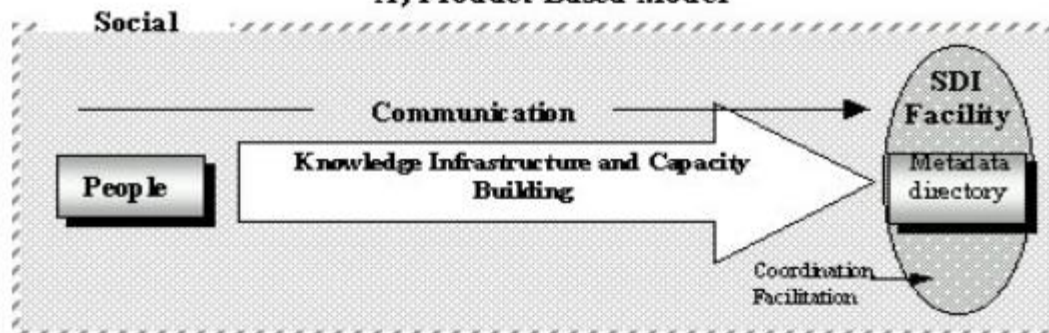 Social
SDI
Facility
Communication
Knowledge Infrastructure and Capacity
Building
People
Metadata
directory
Coordination
Facilitation